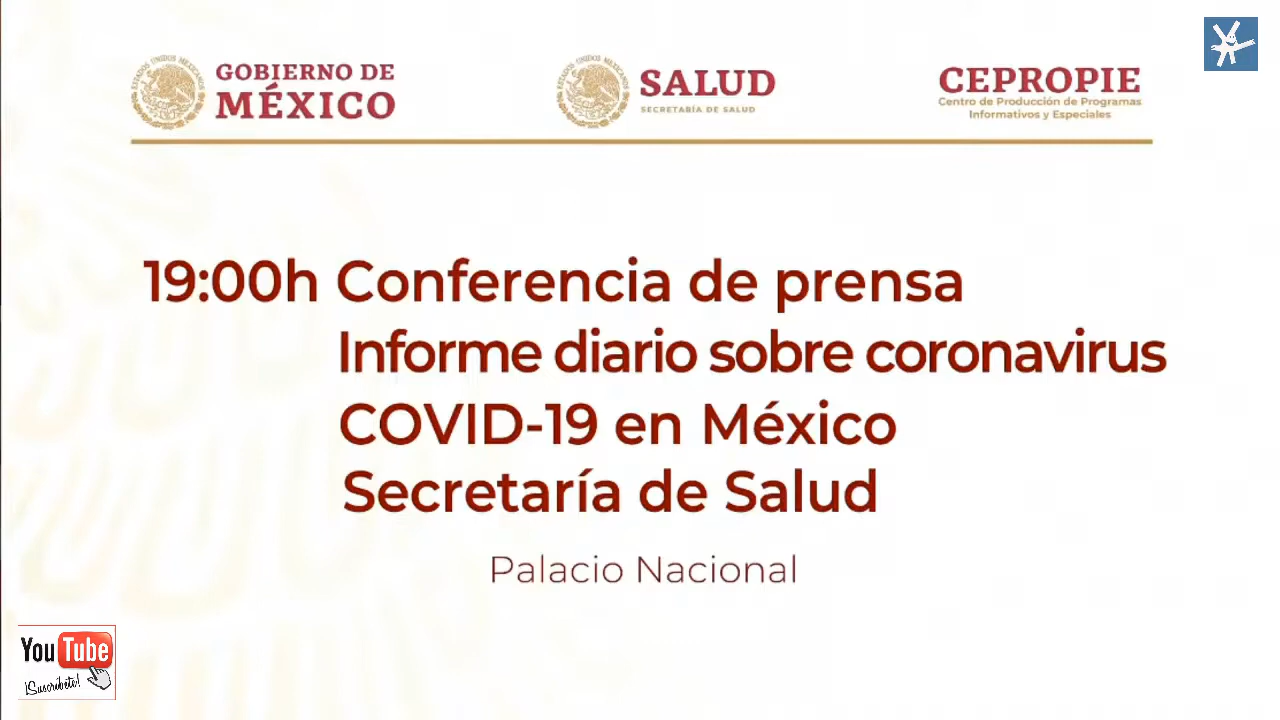 GOBIERNO DE
MÉXICO
SALUD
SECRETARÍA DE SALUD
CEPROPIE
Centro de Producción de Programas
Informativos y Especiales
19:00h Conferencia de prensa
Informe diario sobre coronavirus
COVID-19 en México
Secretaría de Salud
Palacio Nacional
YouTube
¡Suscríbete!